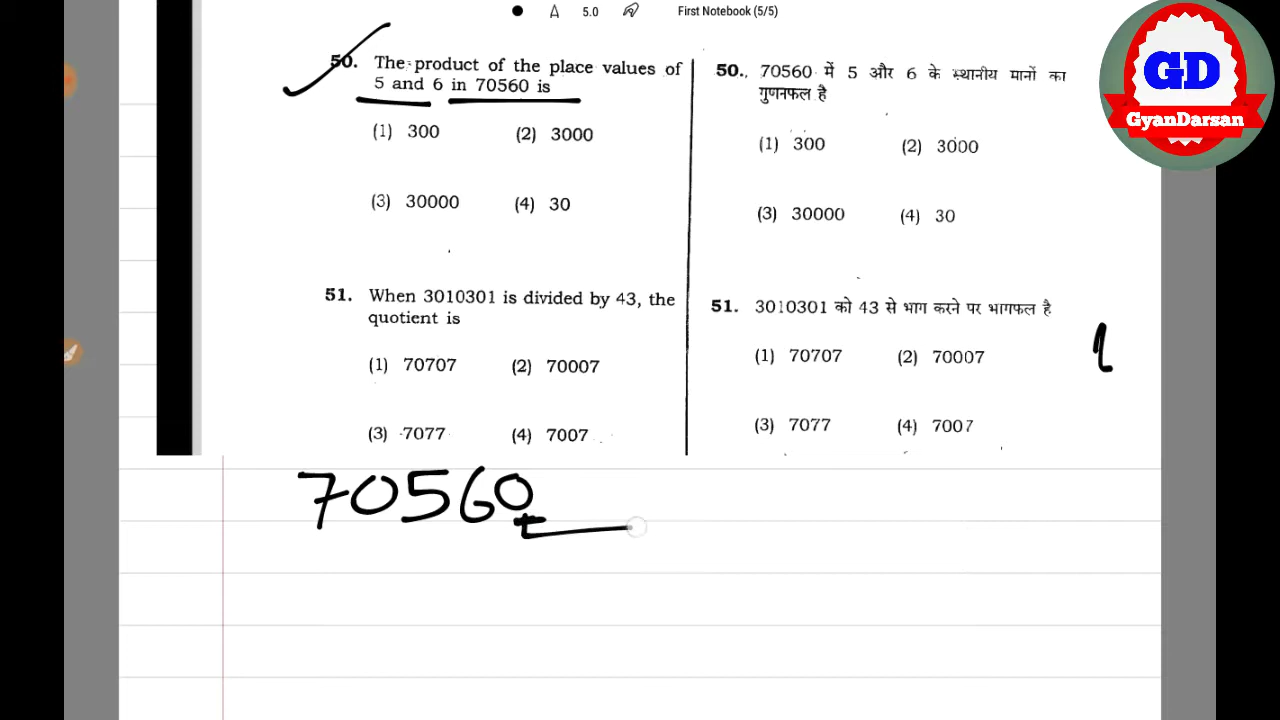 5.0 First Notebook (5/5)
GD
GyanDarsan
50. The product of the place values of
5 and 6 in 70560 is
(1) 300 (2) 3000
(3) 30000 (4) 30
51. When 3010301 is divided by 43, the
quotient is
(1) 70707 (2) 70007
(3) 7077 (4) 7007
50. 70560 में 5 और 6 के स्थानीय मानों का
गुणनफल है
(1) 300 (2) 3000
(3) 30000 (4) 30
51. 3010301 को 43 से भाग करने पर भागफल है
(1) 70707 (2) 70007
(3) 7077 (4) 7007
70560